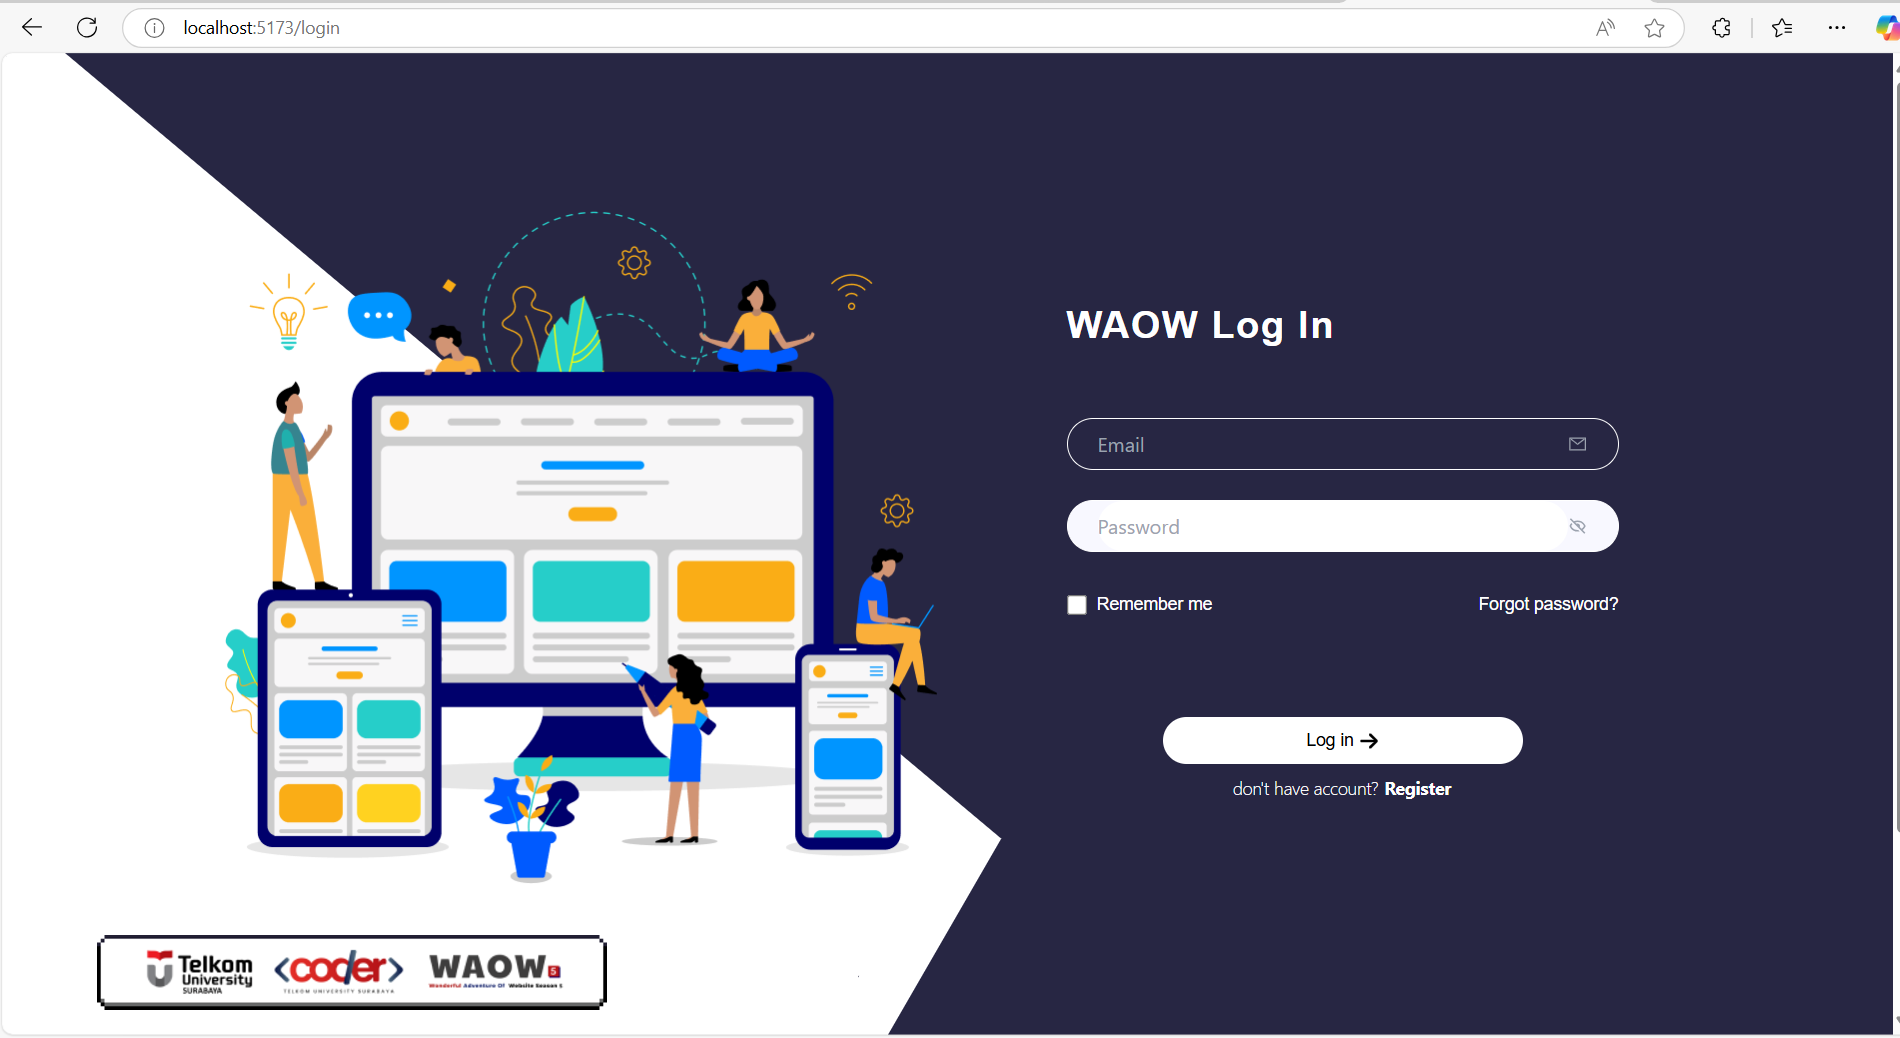 localhost:5173/login
WAOW Log In
Email
Password
Remember me
Forgot password?
Log in
don't have account? Register
Telkom
University
SURABAYA
<coder>
TELKOM UNIVERSITY SURABAYA
WAOW 5
Wonderful Adventure Of Website Season 5